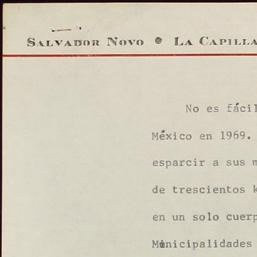 SALVADOR NOVO • LA CAPILLA
No es fácil
México en 1969.
esparcir a sus m
de trescientos k
en un solo cuerp
Municipalidades